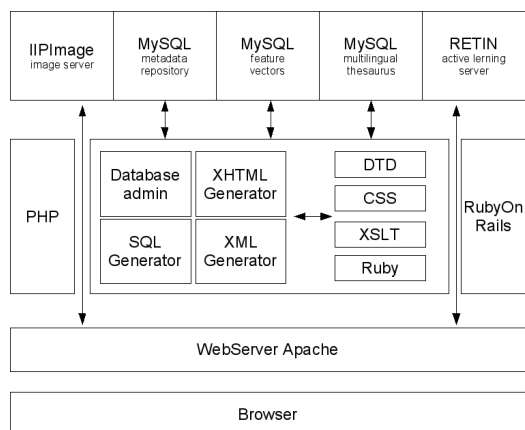 IIPImage
image server
MySQL
metadata
repository
MySQL
feature
vectors
MySQL
multilingual
thesaurus
RETIN
active lerning
server
PHP
Database
admin
XHTML
Generator
SQL
Generator
XML
Generator
DTD
CSS
XSLT
Ruby
RubyOn
Rails
WebServer Apache
Browser